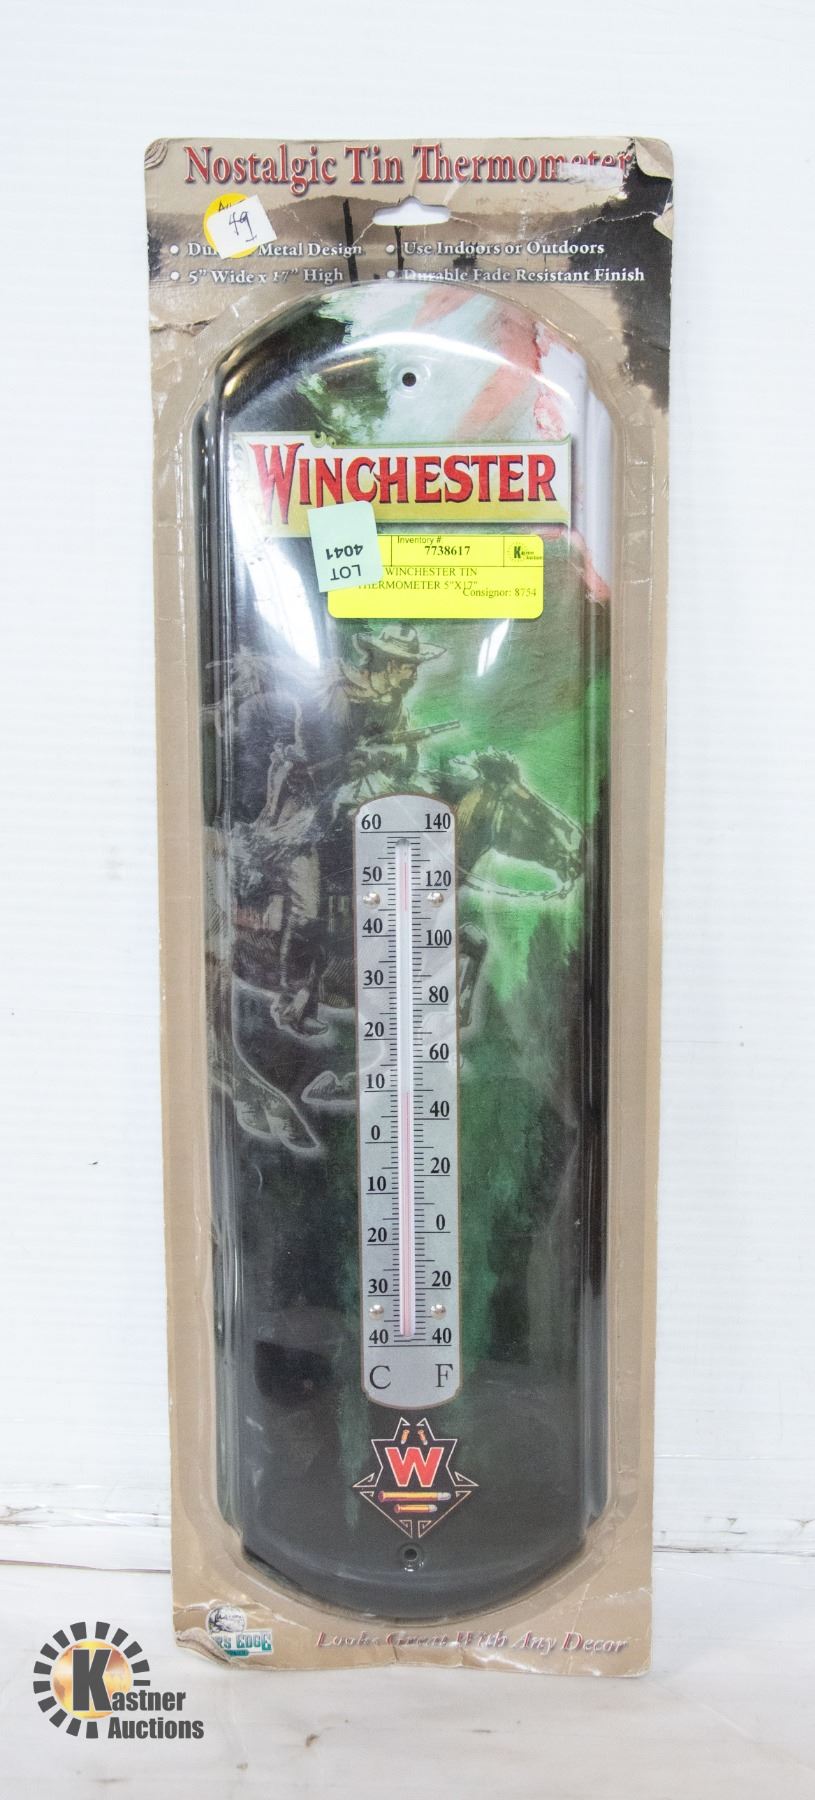 Nostalgic Tin Thermometer
49
Metal Design
• Use Indoors or Outdoors
• 5" Wide x 17" High
• Durable Fade Resistant Finish
WINCHESTER
LOT
4041
Inventory #
7738617
WINCHESTER TIN
THERMOMETER 5"X17"
Consignor: 8754
60 140
50 120
40 100
30 80
20 60
10 40
0 20
10 0
20
30 20
40 40
C F
W
EDGE
Looks Great With Any Decor
Kastner
Auctions